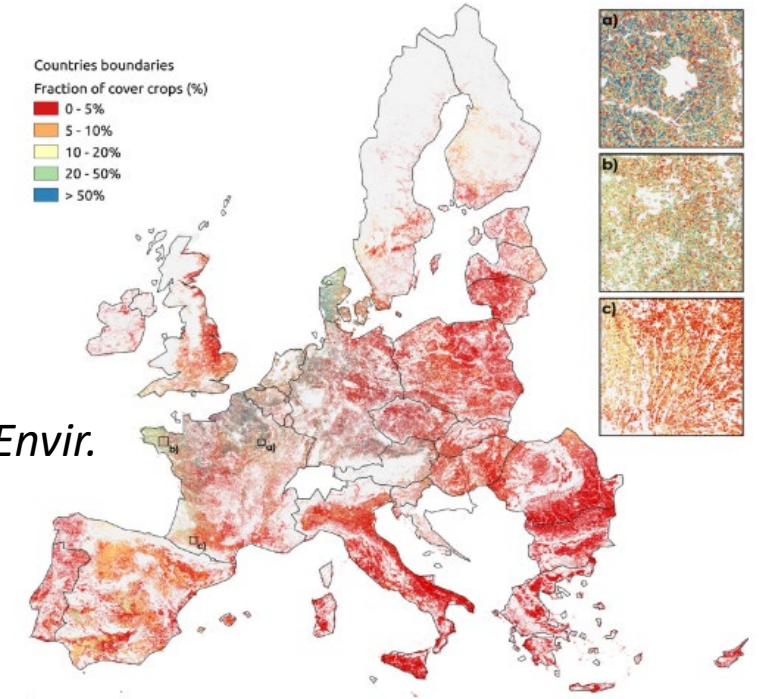 Countries boundaries
Fraction of cover crops (%)
0 - 5%
5 - 10%
10 - 20%
20 - 50%
> 50%
a)
b)
c)
Envir.
b)
a)
c)